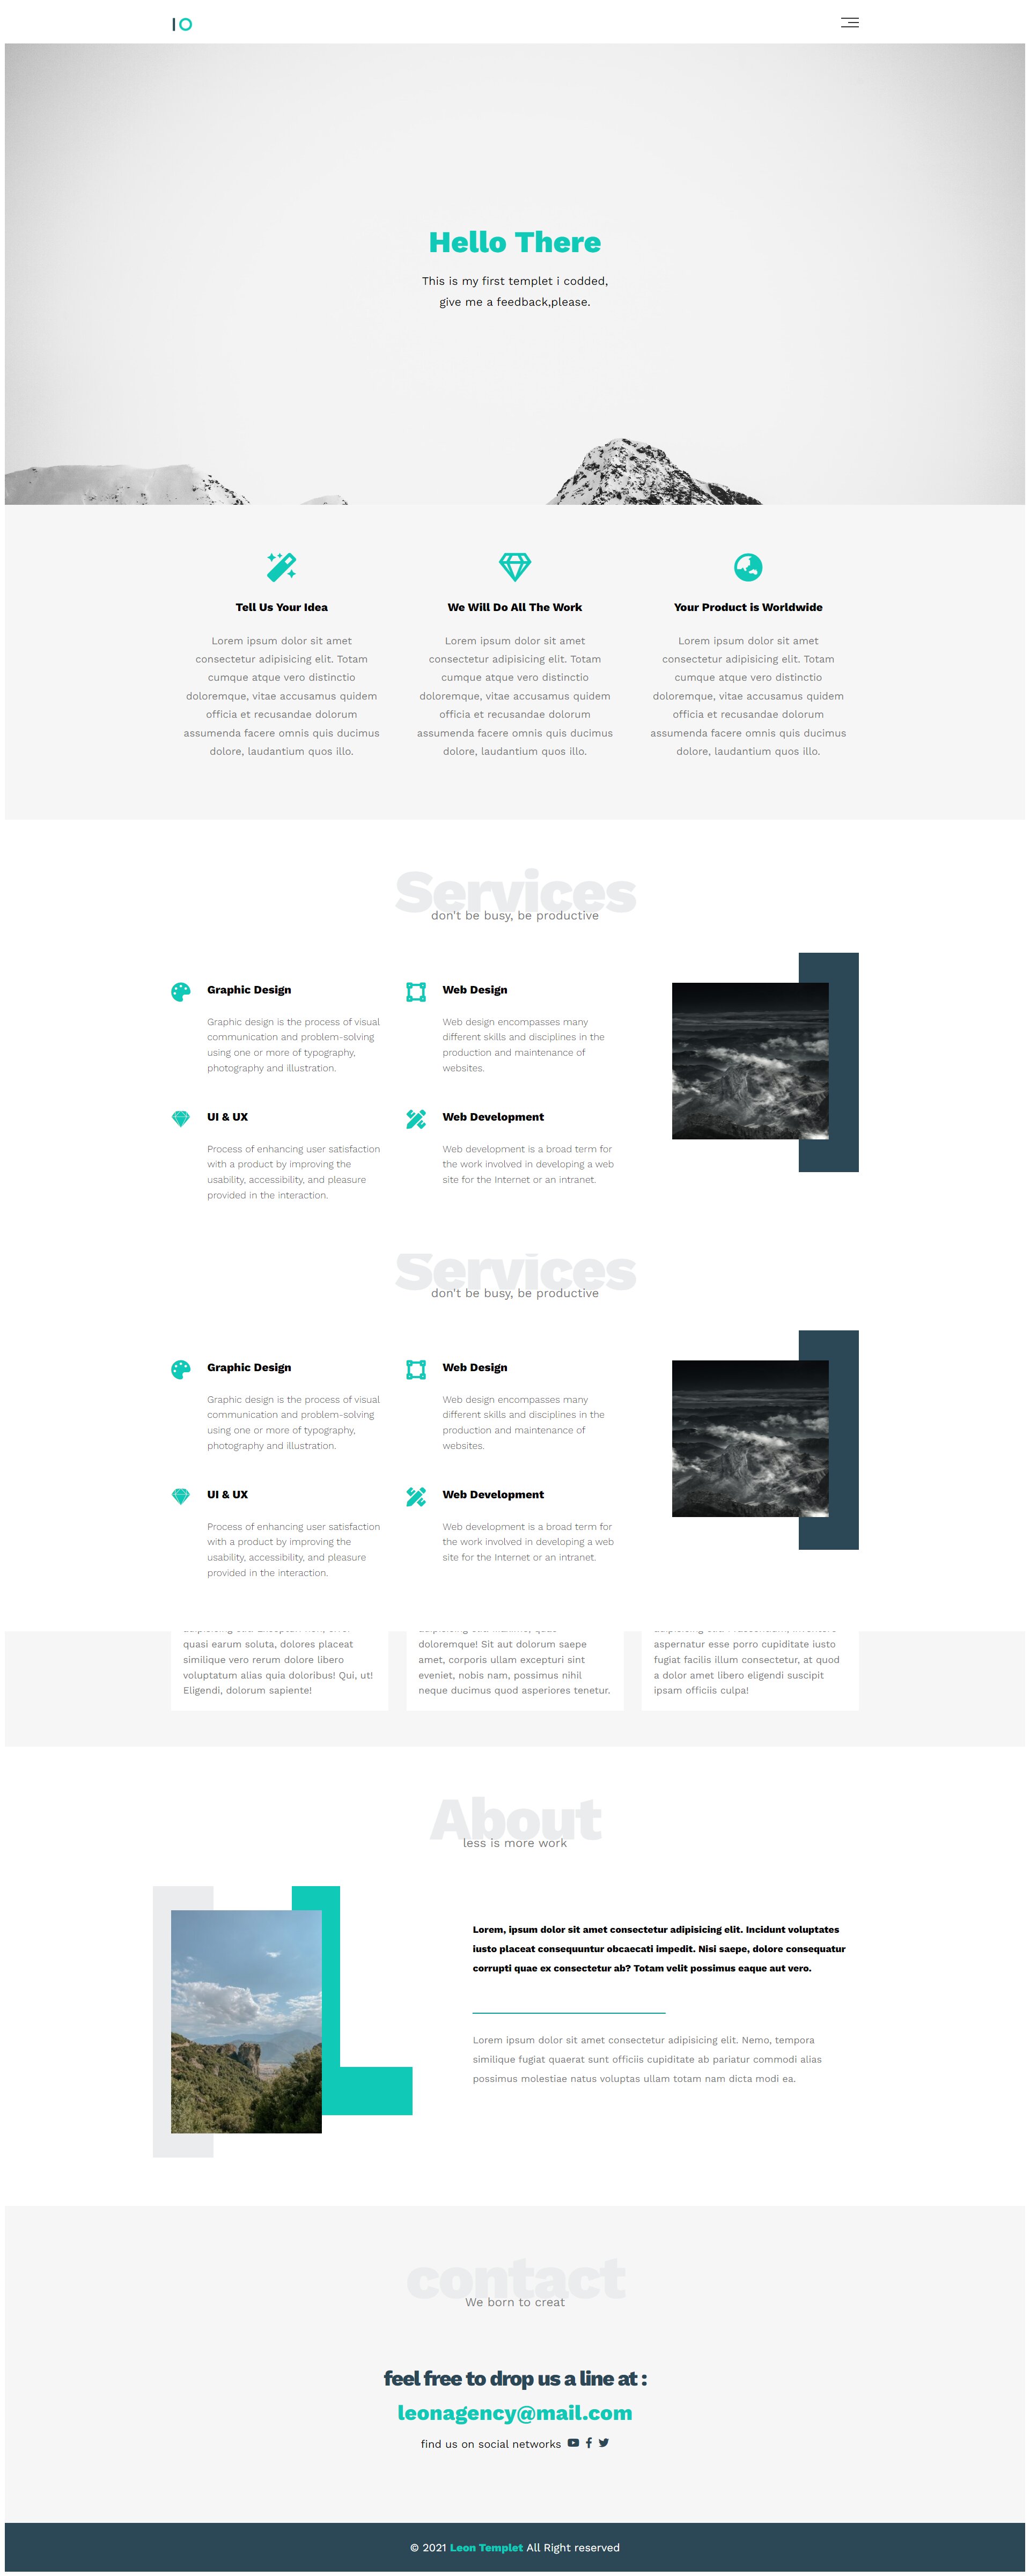 IO
Hello There
This is my first templet i codded,
give me a feedback,please.
Tell Us Your Idea
Lorem ipsum dolor sit amet
consectetur adipisicing elit. Totam
cumque atque vero distinctio
doloremque, vitae accusamus quidem
officia et recusandae dolorum
assumenda facere omnis quis ducimus
dolore, laudantium quos illo.
We Will Do All The Work
Lorem ipsum dolor sit amet
consectetur adipisicing elit. Totam
cumque atque vero distinctio
doloremque, vitae accusamus quidem
officia et recusandae dolorum
assumenda facere omnis quis ducimus
dolore, laudantium quos illo.
Your Product is Worldwide
Lorem ipsum dolor sit amet
consectetur adipisicing elit. Totam
cumque atque vero distinctio
doloremque, vitae accusamus quidem
officia et recusandae dolorum
assumenda facere omnis quis ducimus
dolore, laudantium quos illo.
Services
don't be busy, be productive
Graphic Design
Graphic design is the process of visual
communication and problem-solving
using one or more of typography,
photography and illustration.
Web Design
Web design encompasses many
different skills and disciplines in the
production and maintenance of
websites.
UI & UX
Process of enhancing user satisfaction
with a product by improving the
usability, accessibility, and pleasure
provided in the interaction.
Web Development
Web development is a broad term for
the work involved in developing a web
site for the Internet or an intranet.
Services
don't be busy, be productive
Graphic Design
Graphic design is the process of visual
communication and problem-solving
using one or more of typography,
photography and illustration.
Web Design
Web design encompasses many
different skills and disciplines in the
production and maintenance of
websites.
UI & UX
Process of enhancing user satisfaction
with a product by improving the
usability, accessibility, and pleasure
provided in the interaction.
Web Development
Web development is a broad term for
the work involved in developing a web
site for the Internet or an intranet.
quasi earum soluta, dolores placeat
similique vero rerum dolore libero
voluptatum alias quia doloribus! Qui, ut!
Eligendi, dolorum sapiente!
doloremque! Sit aut dolorum saepe
amet, corporis ullam excepturi sint
eveniet, nobis nam, possimus nihil
neque ducimus quod asperiores tenetur.
aspernatur esse porro cupiditate iusto
fugiat facilis illum consectetur, at quod
a dolor amet libero eligendi suscipit
ipsam officiis culpa!
About
less is more work
Lorem, ipsum dolor sit amet consectetur adipisicing elit. Incidunt voluptates
iusto placeat consequuntur obcaecati impedit. Nisi saepe, dolore consequatur
corrupti quae ex consectetur ab? Totam velit possimus eaque aut vero.
Lorem ipsum dolor sit amet consectetur adipisicing elit. Nemo, tempora
similique fugiat quaerat sunt officiis cupiditate ab pariatur commodi alias
possimus molestiae natus voluptas ullam totam nam dicta modi ea.
contact
We born to creat
feel free to drop us a line at :
leonagency@mail.com
find us on social networks
© 2021 Leon Templet All Right reserved